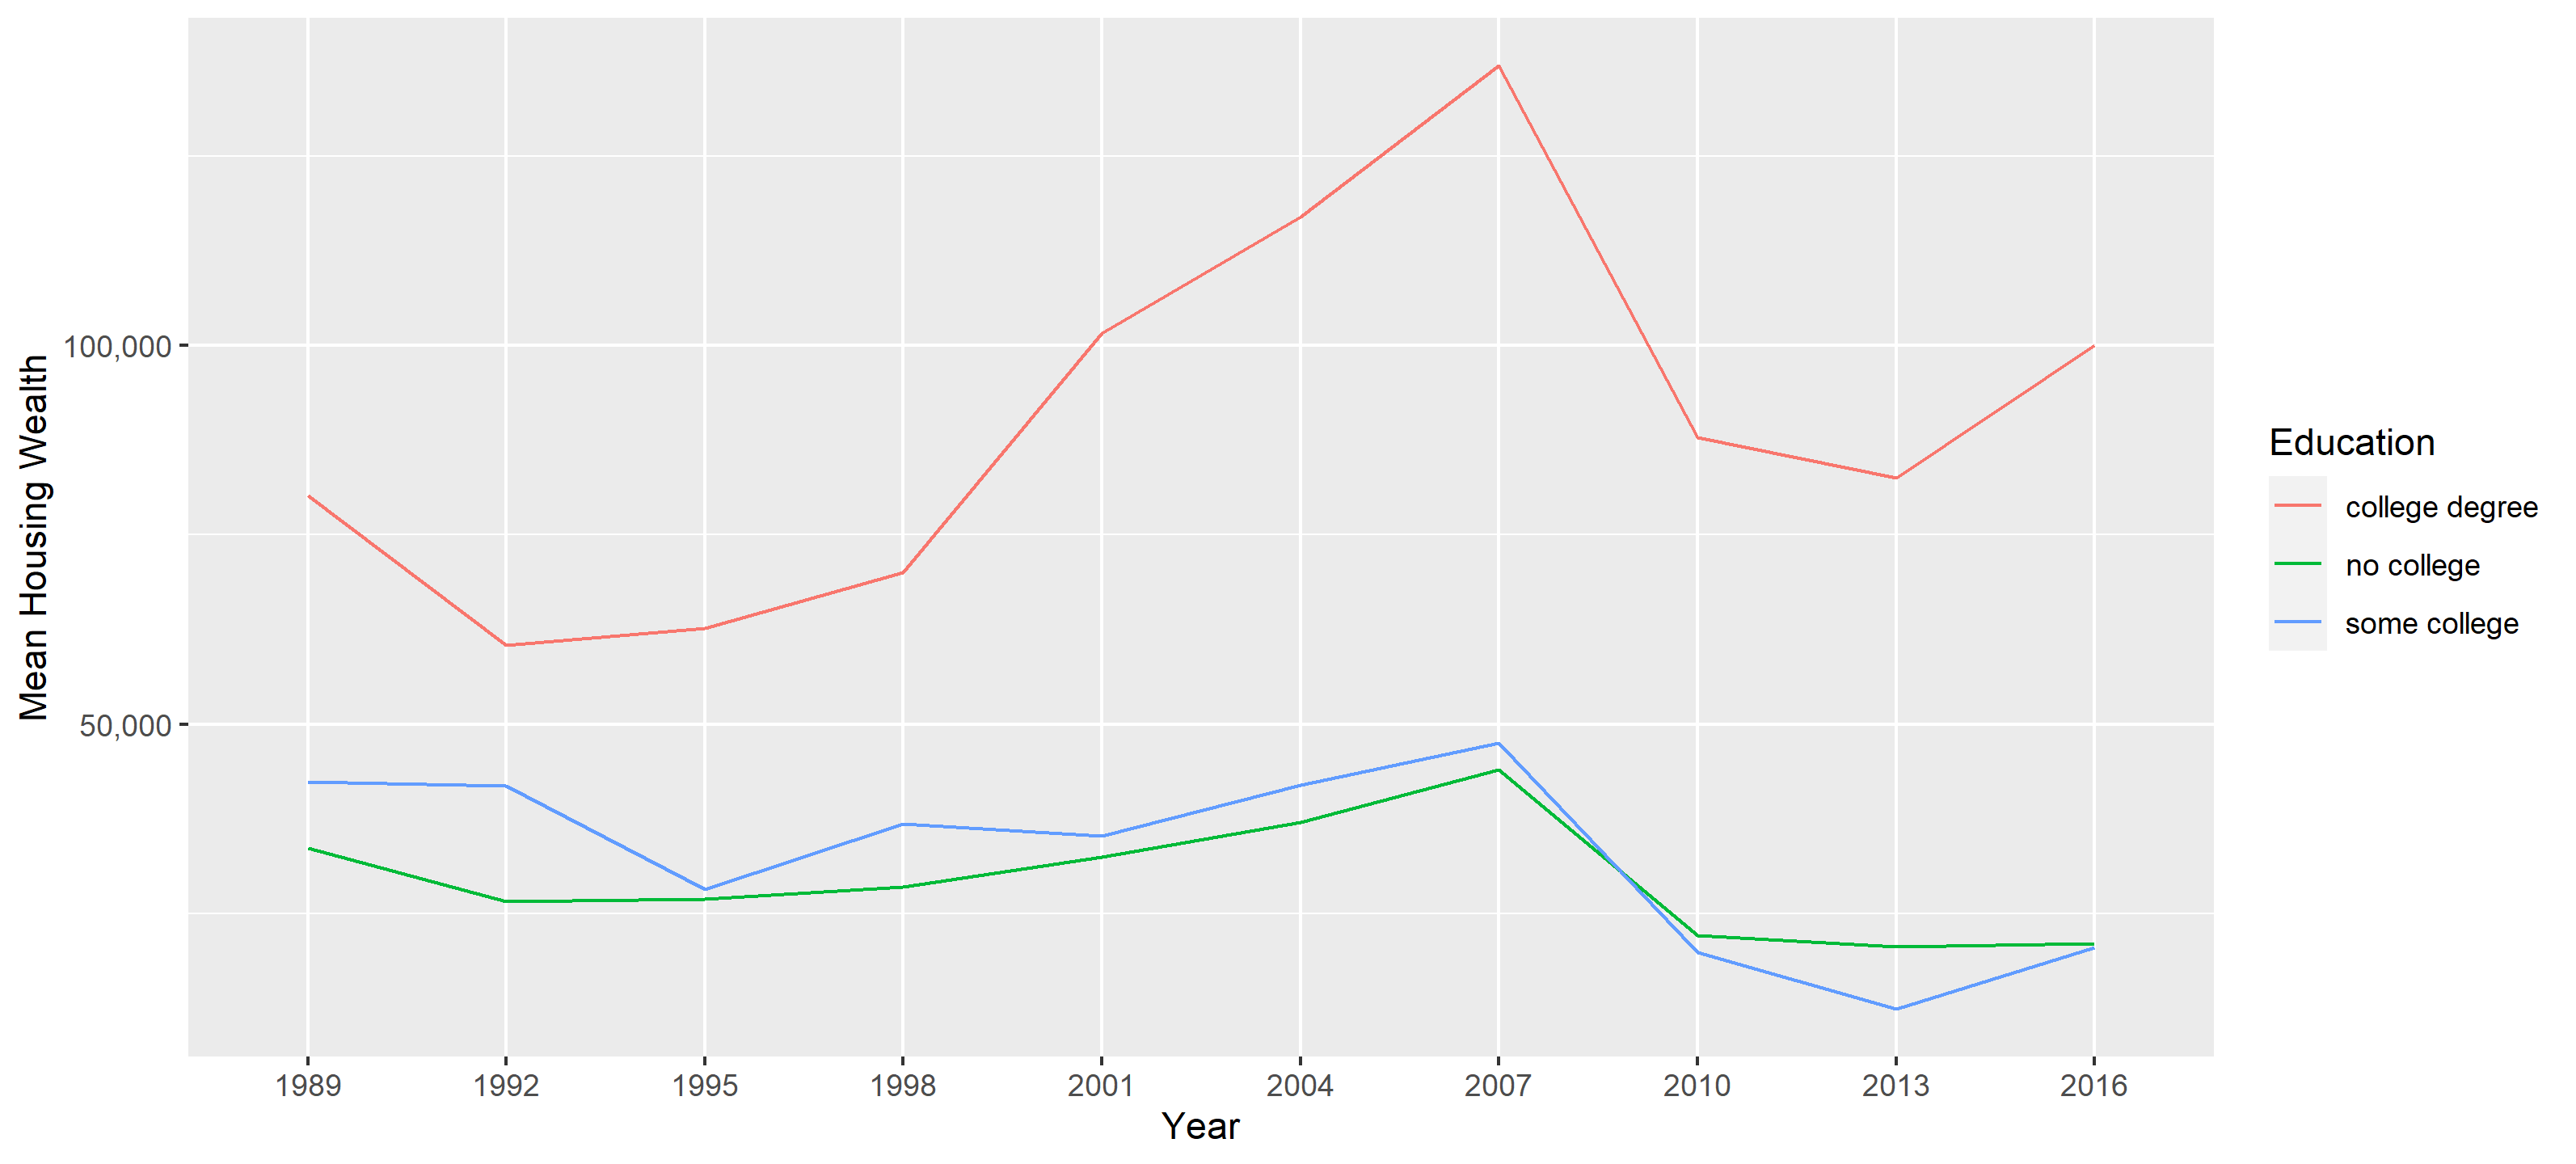 Mean Housing Wealth
100,000
50,000
1989 1992 1995 1998 2001 2004 2007 2010 2013 2016
Year
Education
college degree
no college
some college